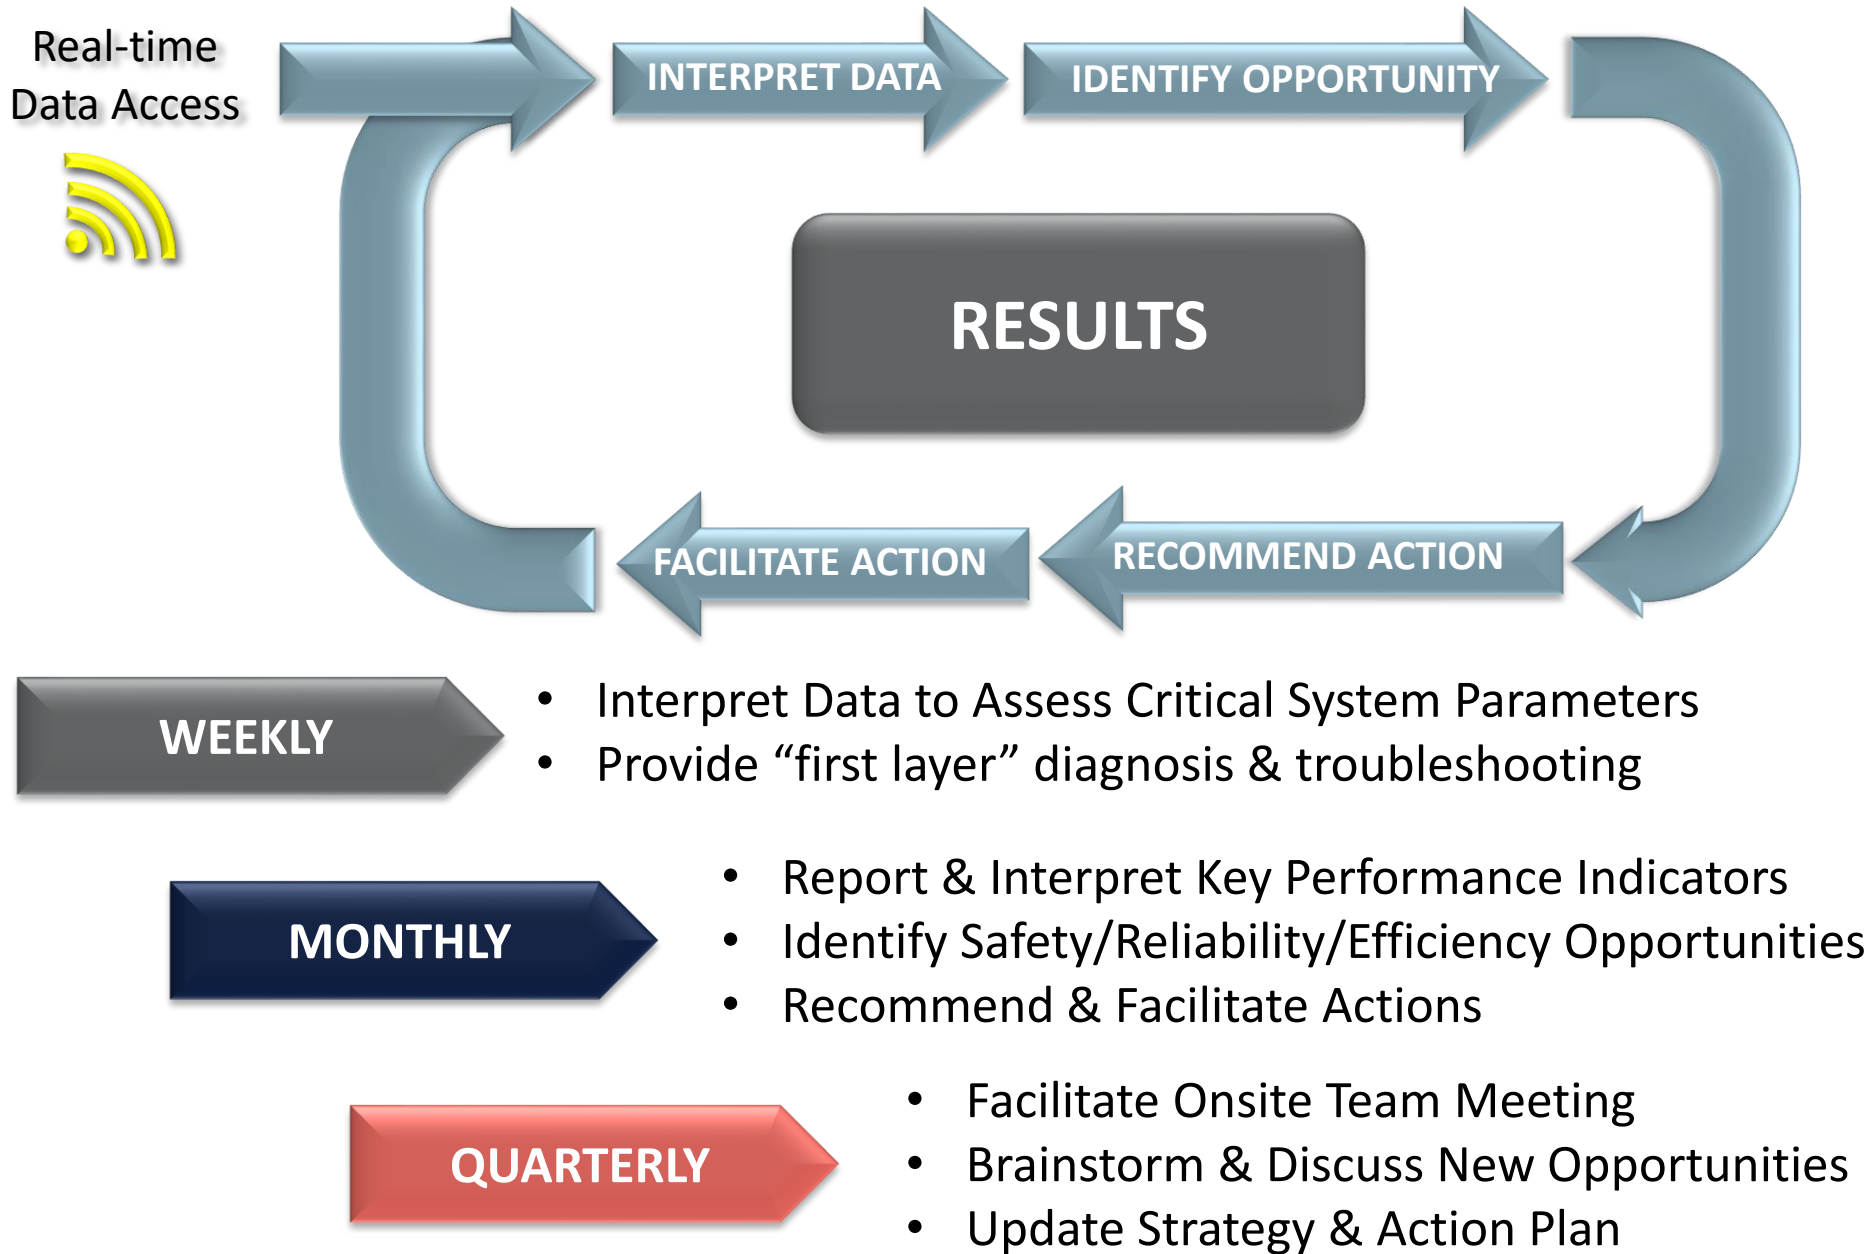 Real-time
Data Access
INTERPRET DATA
IDENTIFY OPPORTUNITY
RESULTS
FACILITATE ACTION
RECOMMEND ACTION
WEEKLY
• Interpret Data to Assess Critical System Parameters
• Provide “first layer” diagnosis & troubleshooting
MONTHLY
• Report & Interpret Key Performance Indicators
• Identify Safety/Reliability/Efficiency Opportunities
• Recommend & Facilitate Actions
QUARTERLY
• Facilitate Onsite Team Meeting
• Brainstorm & Discuss New Opportunities
• Update Strategy & Action Plan